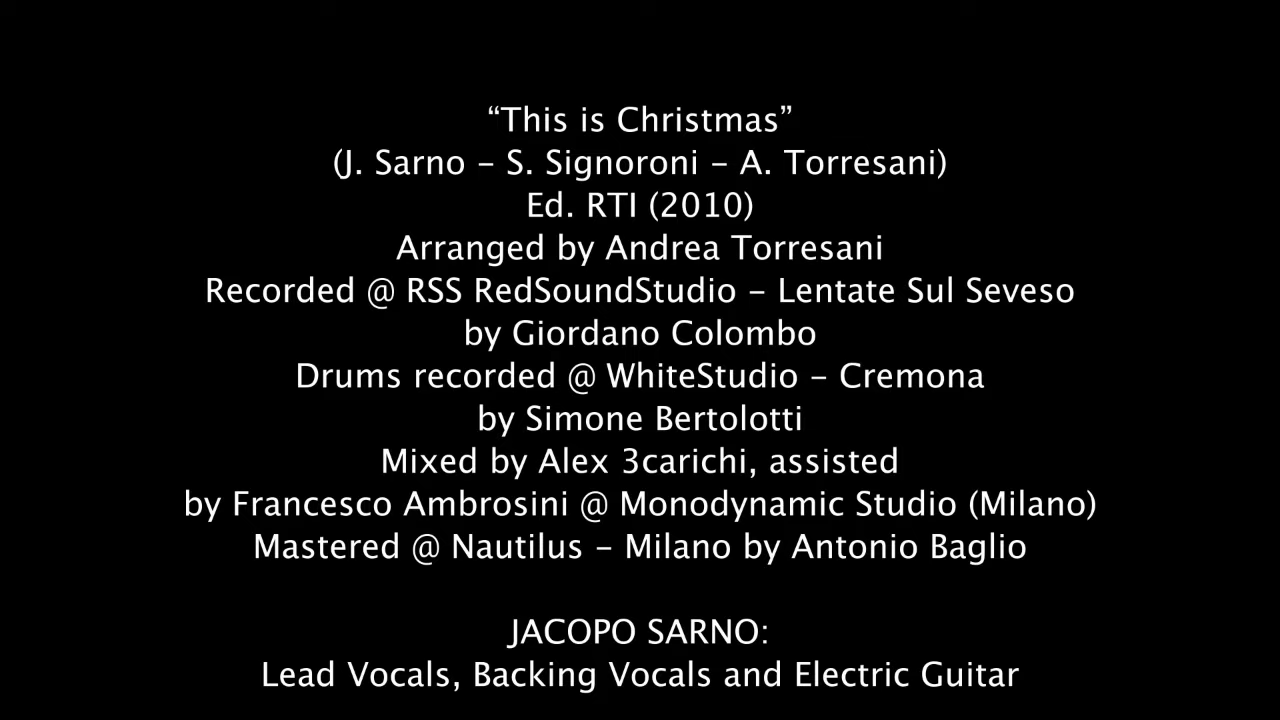 “This is Christmas”
(J. Sarno – S. Signoroni – A. Torresani)
Ed. RTI (2010)
Arranged by Andrea Torresani
Recorded @ RSS RedSoundStudio – Lentate Sul Seveso
by Giordano Colombo
Drums recorded @ WhiteStudio – Cremona
by Simone Bertolotti
Mixed by Alex 3carichi, assisted
by Francesco Ambrosini @ Monodynamic Studio (Milano)
Mastered @ Nautilus – Milano by Antonio Baglio
JACOPO SARNO:
Lead Vocals, Backing Vocals and Electric Guitar